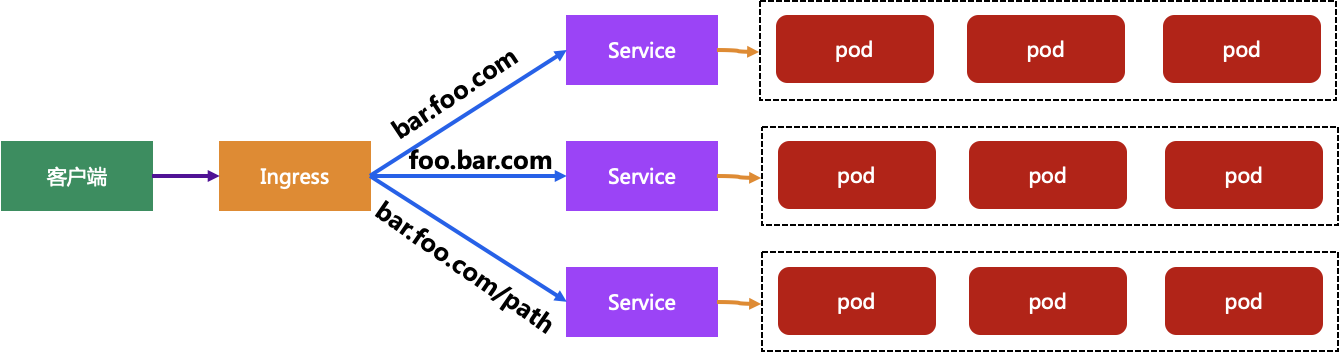 bar.foo.com
Service
pod
pod
pod
客户端
Ingress
foo.bar.com
Service
pod
pod
pod
bar.foo.com/path
Service
pod
pod
pod